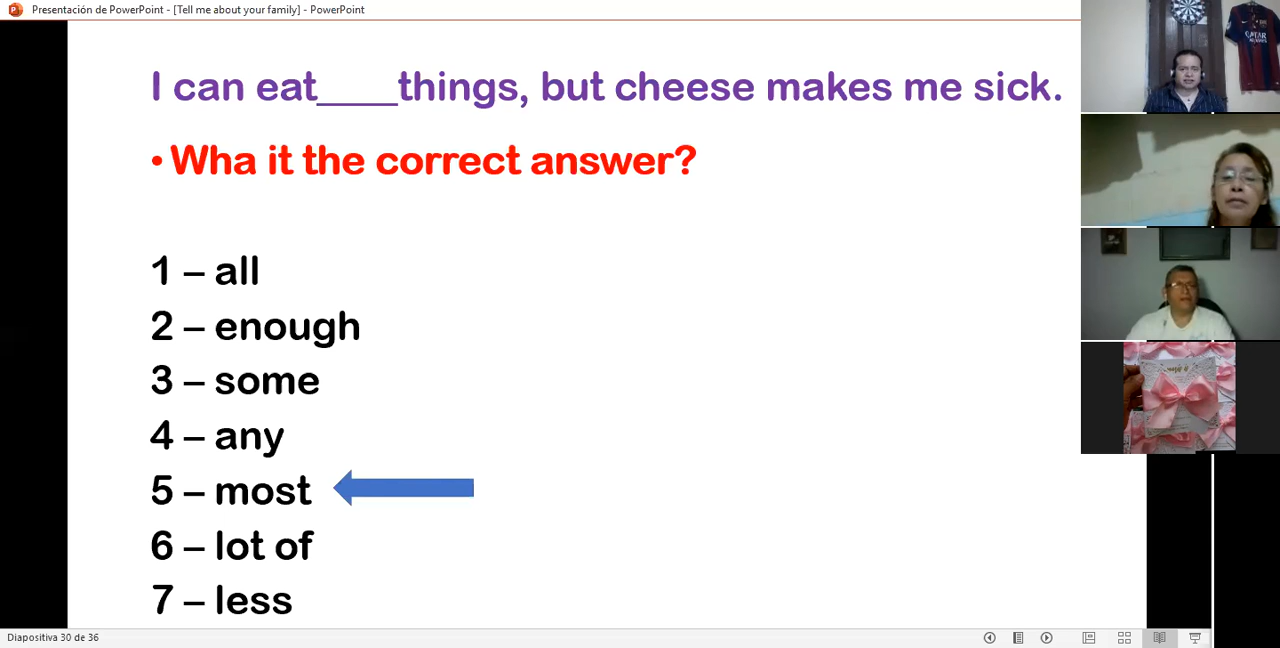 Presentación de PowerPoint - [Tell me about your family] - PowerPoint
I can eat____things, but cheese makes me sick.
• Wha it the correct answer?
1 – all
2 – enough
3 – some
4 – any
5 – most
6 – lot of
7 – less
Diapositiva 30 de 36
QATAR